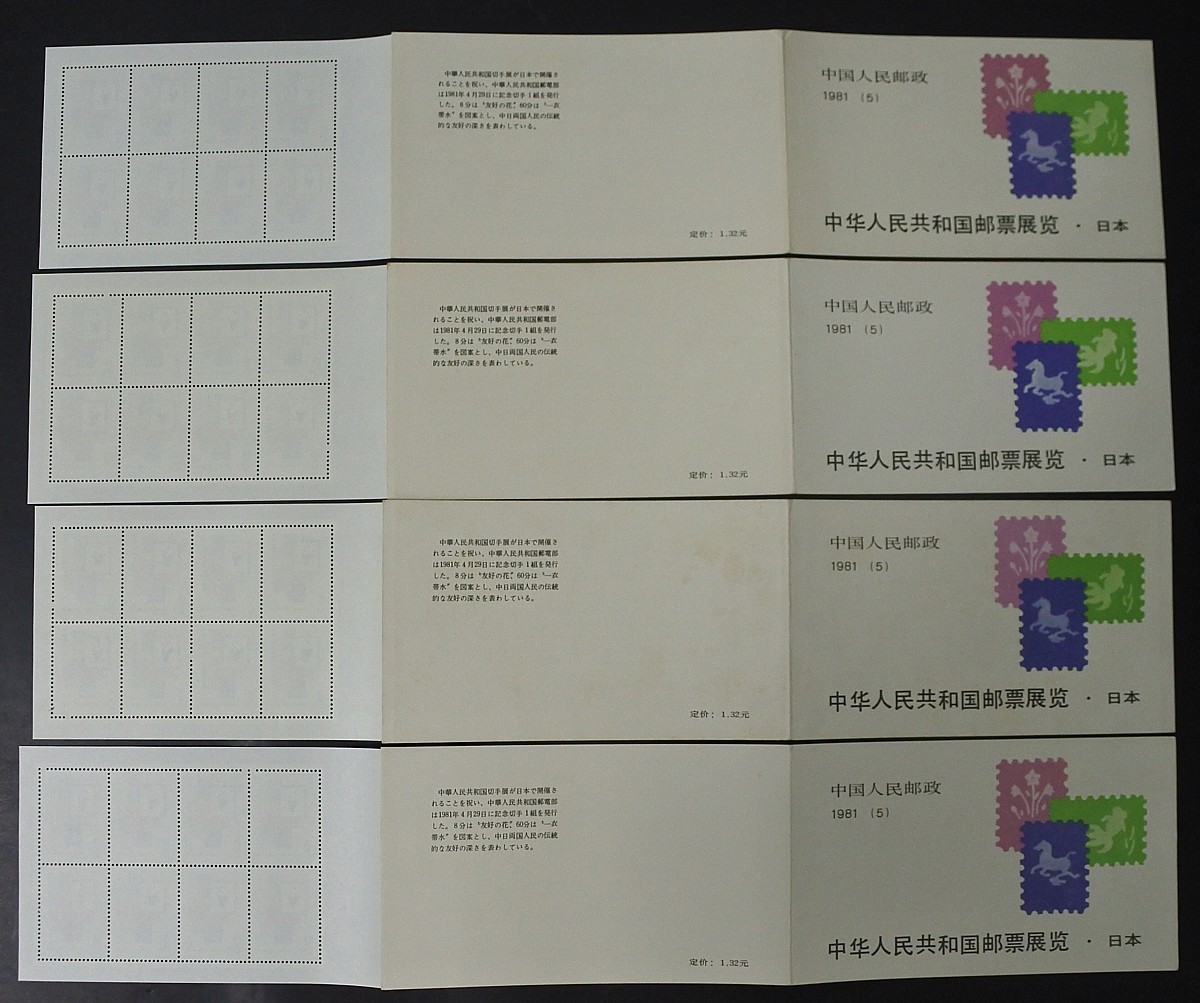 中華人民共和国切手展が日本で開催さ
れることを祝い、中華人民共和国郵電部
は1981年4月29日に記念切手1組を発行
した。8分は〝友好の花〟60分は〝一衣
帯水〟を図案とし、中日両国人民の伝統
的な友好の深さを表わしている。
定价：1.32元
中国人民邮政
1981 （5）
中华人民共和国邮票展览 · 日本
中華人民共和国切手展が日本で開催さ
れることを祝い、中華人民共和国郵電部
は1981年4月29日に記念切手1組を発行
した。8分は〝友好の花〟60分は〝一衣
帯水〟を図案とし、中日両国人民の伝統
的な友好の深さを表わしている。
定价：1.32元
中国人民邮政
1981 （5）
中华人民共和国邮票展览 · 日本
中華人民共和国切手展が日本で開催さ
れることを祝い、中華人民共和国郵電部
は1981年4月29日に記念切手1組を発行
した。8分は〝友好の花〟60分は〝一衣
帯水〟を図案とし、中日両国人民の伝統
的な友好の深さを表わしている。
定价：1.32元
中国人民邮政
1981 （5）
中华人民共和国邮票展览 · 日本
中華人民共和国切手展が日本で開催さ
れることを祝い、中華人民共和国郵電部
は1981年4月29日に記念切手1組を発行
した。8分は〝友好の花〟60分は〝一衣
帯水〟を図案とし、中日両国人民の伝統
的な友好の深さを表わしている。
定价：1.32元
中国人民邮政
1981 （5）
中华人民共和国邮票展览 · 日本